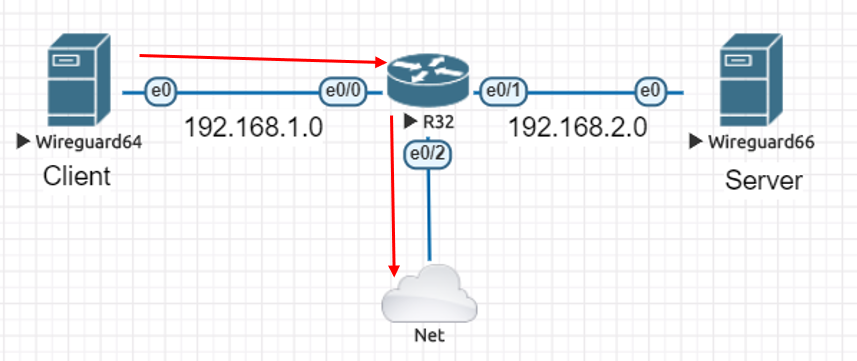 e0
e0/0
e0/1
e0
192.168.1.0
R32
192.168.2.0
Wireguard64
Wireguard66
e0/2
Client
Server
Net